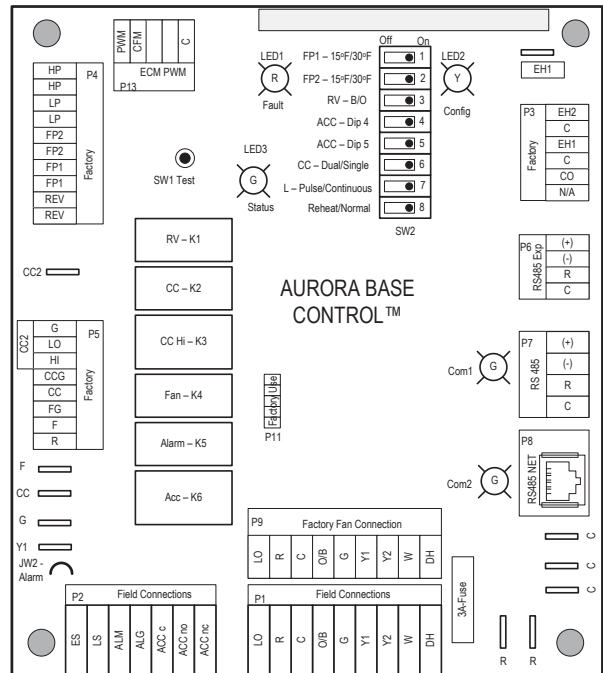 PWM
CFM
C
P13
ECM PWM
LED1
R
Fault
Off
On
FP1 – 15ºF/30ºF
1
FP2 – 15ºF/30ºF
2
RV – B/O
3
ACC – Dip 4
4
ACC – Dip 5
5
CC – Dual/Single
6
L – Pulse/Continuous
7
Reheat/Normal
8
SW2
LED2
Y
Config
EH1
HP
HP
LP
LP
FP2
FP2
FP1
FP1
REV
REV
P4
Factory
SW1 Test
LED3
G
Status
P3
Factory
EH2
C
EH1
C
CO
N/A
RV – K1
CC – K2
CC Hi – K3
Fan – K4
Alarm – K5
Acc – K6
CC2
AURORA BASE
CONTROL™
P6
RS485 Exp
(+)
(-)
R
C
CC2
G
LO
HI
CCG
CC
FG
F
R
P5
Factory
Factory Use
P11
Com1
G
P7
RS 485
(+)
(-)
R
C
Com2
G
P8
RS485 NET
F
CC
G
Y1
JW2 -
Alarm
C
C
C
P9
Factory Fan Connection
LO
R
C
O/B
G
Y1
Y2
W
DH
3A-Fuse
P2
Field Connections
ES
LS
ALM
ALG
ACC c
ACC no
ACC nc
P1
Field Connections
LO
R
C
O/B
G
Y1
Y2
W
DH
R
R